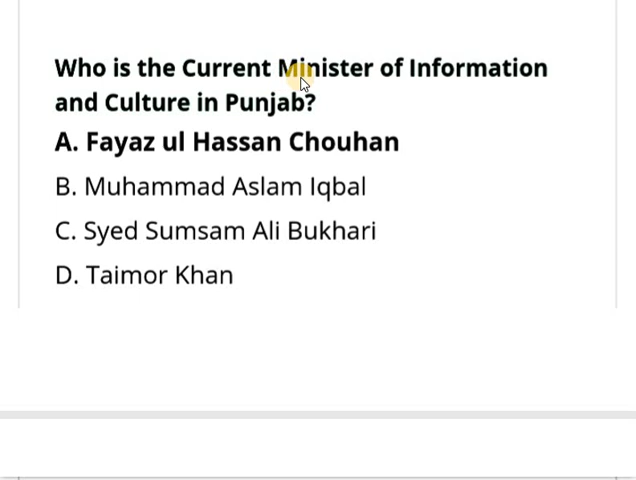 Who is the Current Minister of Information
and Culture in Punjab?
A. Fayaz ul Hassan Chouhan
B. Muhammad Aslam Iqbal
C. Syed Sumsam Ali Bukhari
D. Taimor Khan